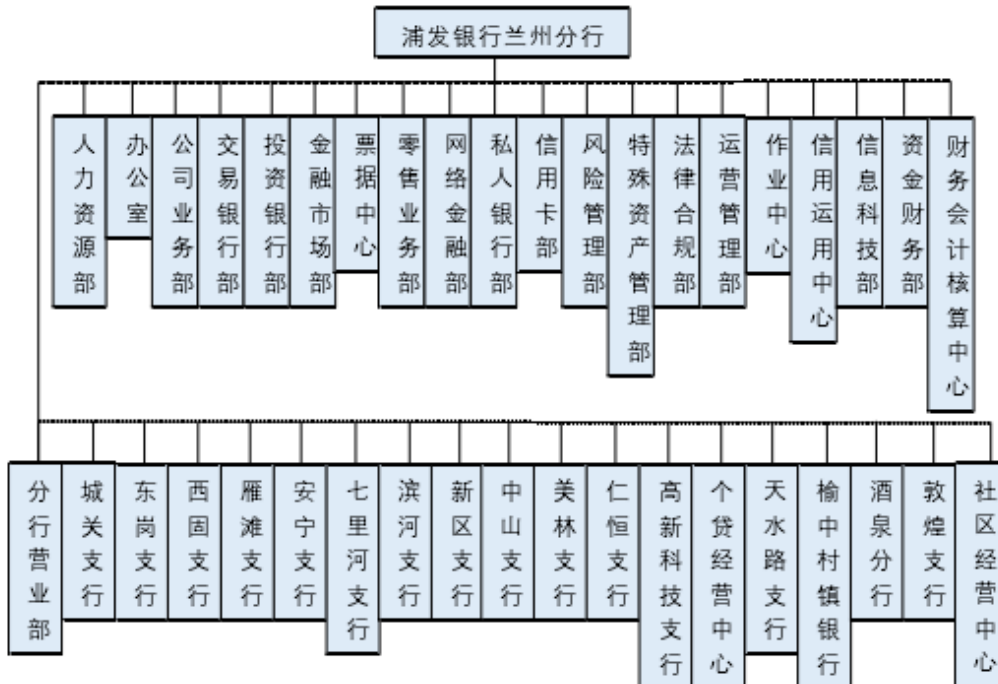 浦发银行兰州分行
人力资源部
办公室
公司业务部
交易银行部
投资银行部
金融市场部
票据中心
零售业务部
网络金融部
私人银行部
信用卡部
风险管理部
特殊资产管理部
法律合规部
运营管理部
作业中心
信用运用中心
信息科技部
资金财务部
财务会计核算中心
分行营业部
城关支行
东岗支行
西固支行
雁滩支行
安宁支行
七里河支行
滨河支行
新区支行
中山支行
美林支行
仁恒支行
高新科技支行
个贷经营中心
天水路支行
榆中村镇银行
酒泉分行
敦煌支行
社区经营中心